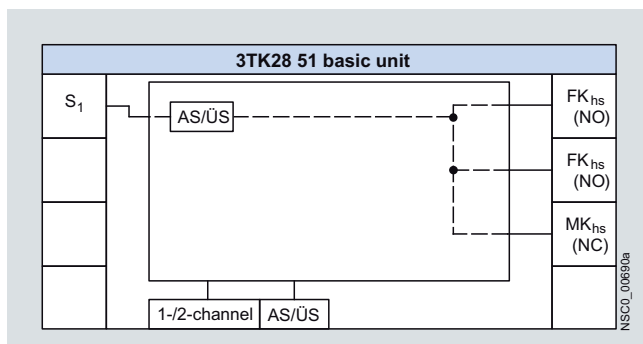 3TK28 51 basic unit
S1
AS/ÜS
FKhs
(NO)
FKhs
(NO)
MKhs
(NC)
1-/2-channel
AS/ÜS
NSC0_00690a